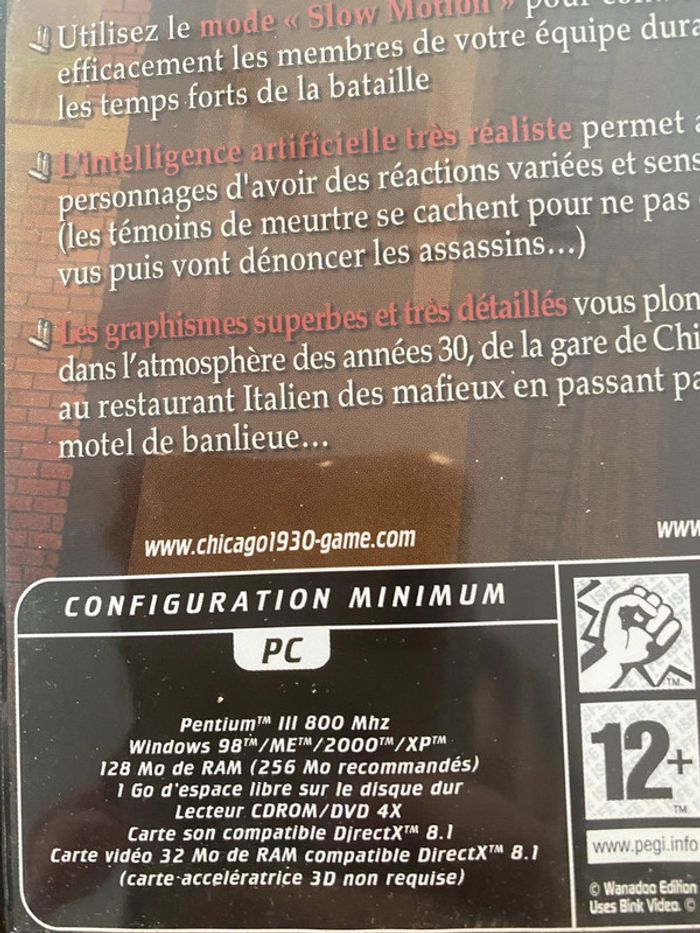 Utilisez le mode « Slow Motion » pour
efficacement les membres de votre équipe
les temps forts de la bataille
L'intelligence artificielle très réaliste permet
personnages d'avoir des réactions variées et
(les témoins de meurtre se cachent pour ne pas
vus puis vont dénoncer les assassins...)
Les graphismes superbes et très détaillés vous
dans l'atmosphère des années 30, de la gare de
au restaurant Italien des mafieux en passant
motel de banlieue...
www.chicago1930-game.com
www
CONFIGURATION MINIMUM
PC
Pentium™ III 800 Mhz
Windows 98™/ME™/2000™/XP™
128 Mo de RAM (256 Mo recommandés)
1 Go d'espace libre sur le disque dur
Lecteur CDROM/DVD 4X
Carte son compatible DirectX™ 8.1
Carte vidéo 32 Mo de RAM compatible DirectX™ 8.1
(carte accélératrice 3D non requise)
TM
12+
TM
www.pegi.info
© Wanadoo Edition
Uses Bink Video. ©